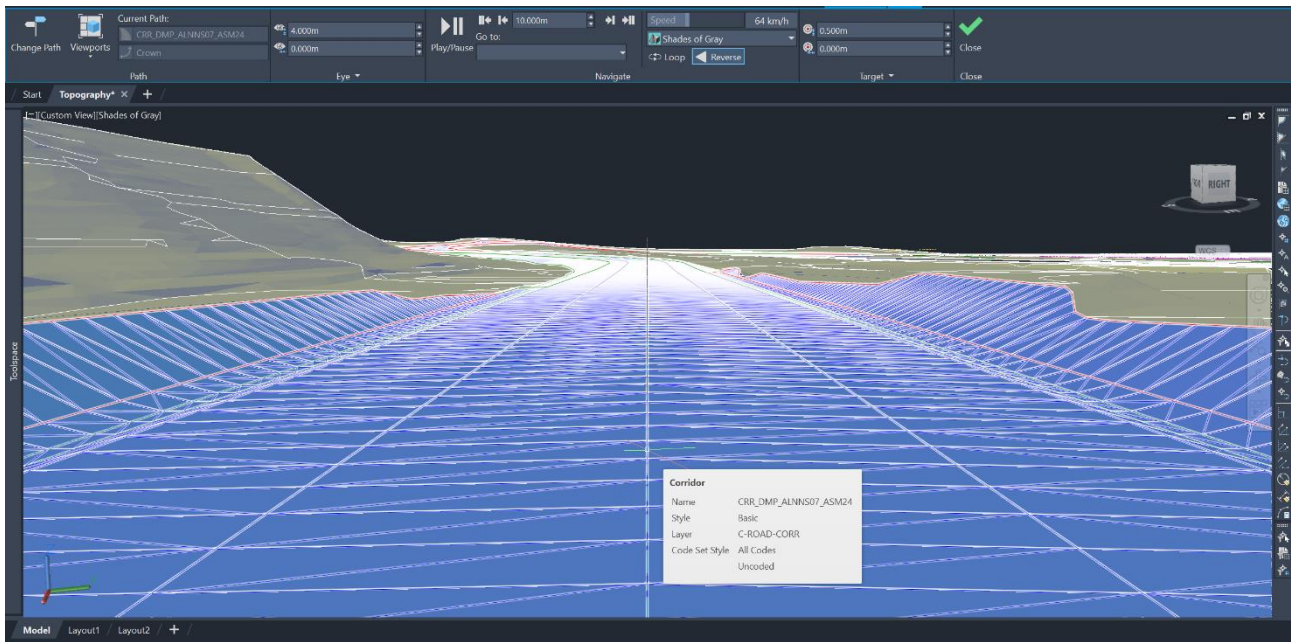 Change Path
Viewports
Current Path:
CRR_DMP_ALNNS07_ASM24
Crown
Path
4.000m
0.000m
Eye
Play/Pause
10.000m
Go to:
Speed
64 km/h
Shades of Gray
Loop
Reverse
Navigate
0.500m
0.000m
Target
Close
Close
Start
Topography*
[−][Custom View][Shades of Gray]
RIGHT
WCS
Toolspace
Corridor
Name CRR_DMP_ALNNS07_ASM24
Style Basic
Layer C-ROAD-CORR
Code Set Style All Codes
Uncoded
Model Layout1 Layout2